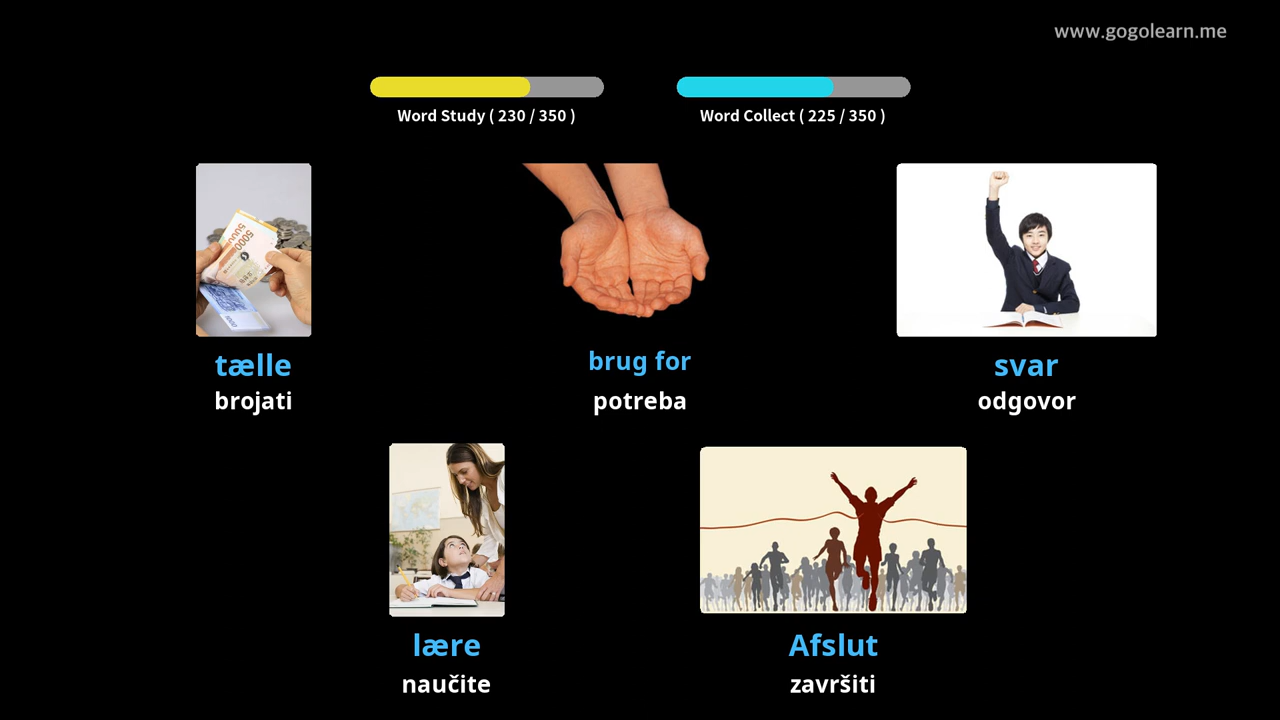 www.gogolearn.me
Word Study ( 230 / 350 )
Word Collect ( 225 / 350 )
tælle
brojati
brug for
potreba
svar
odgovor
lære
naučite
Afslut
završiti